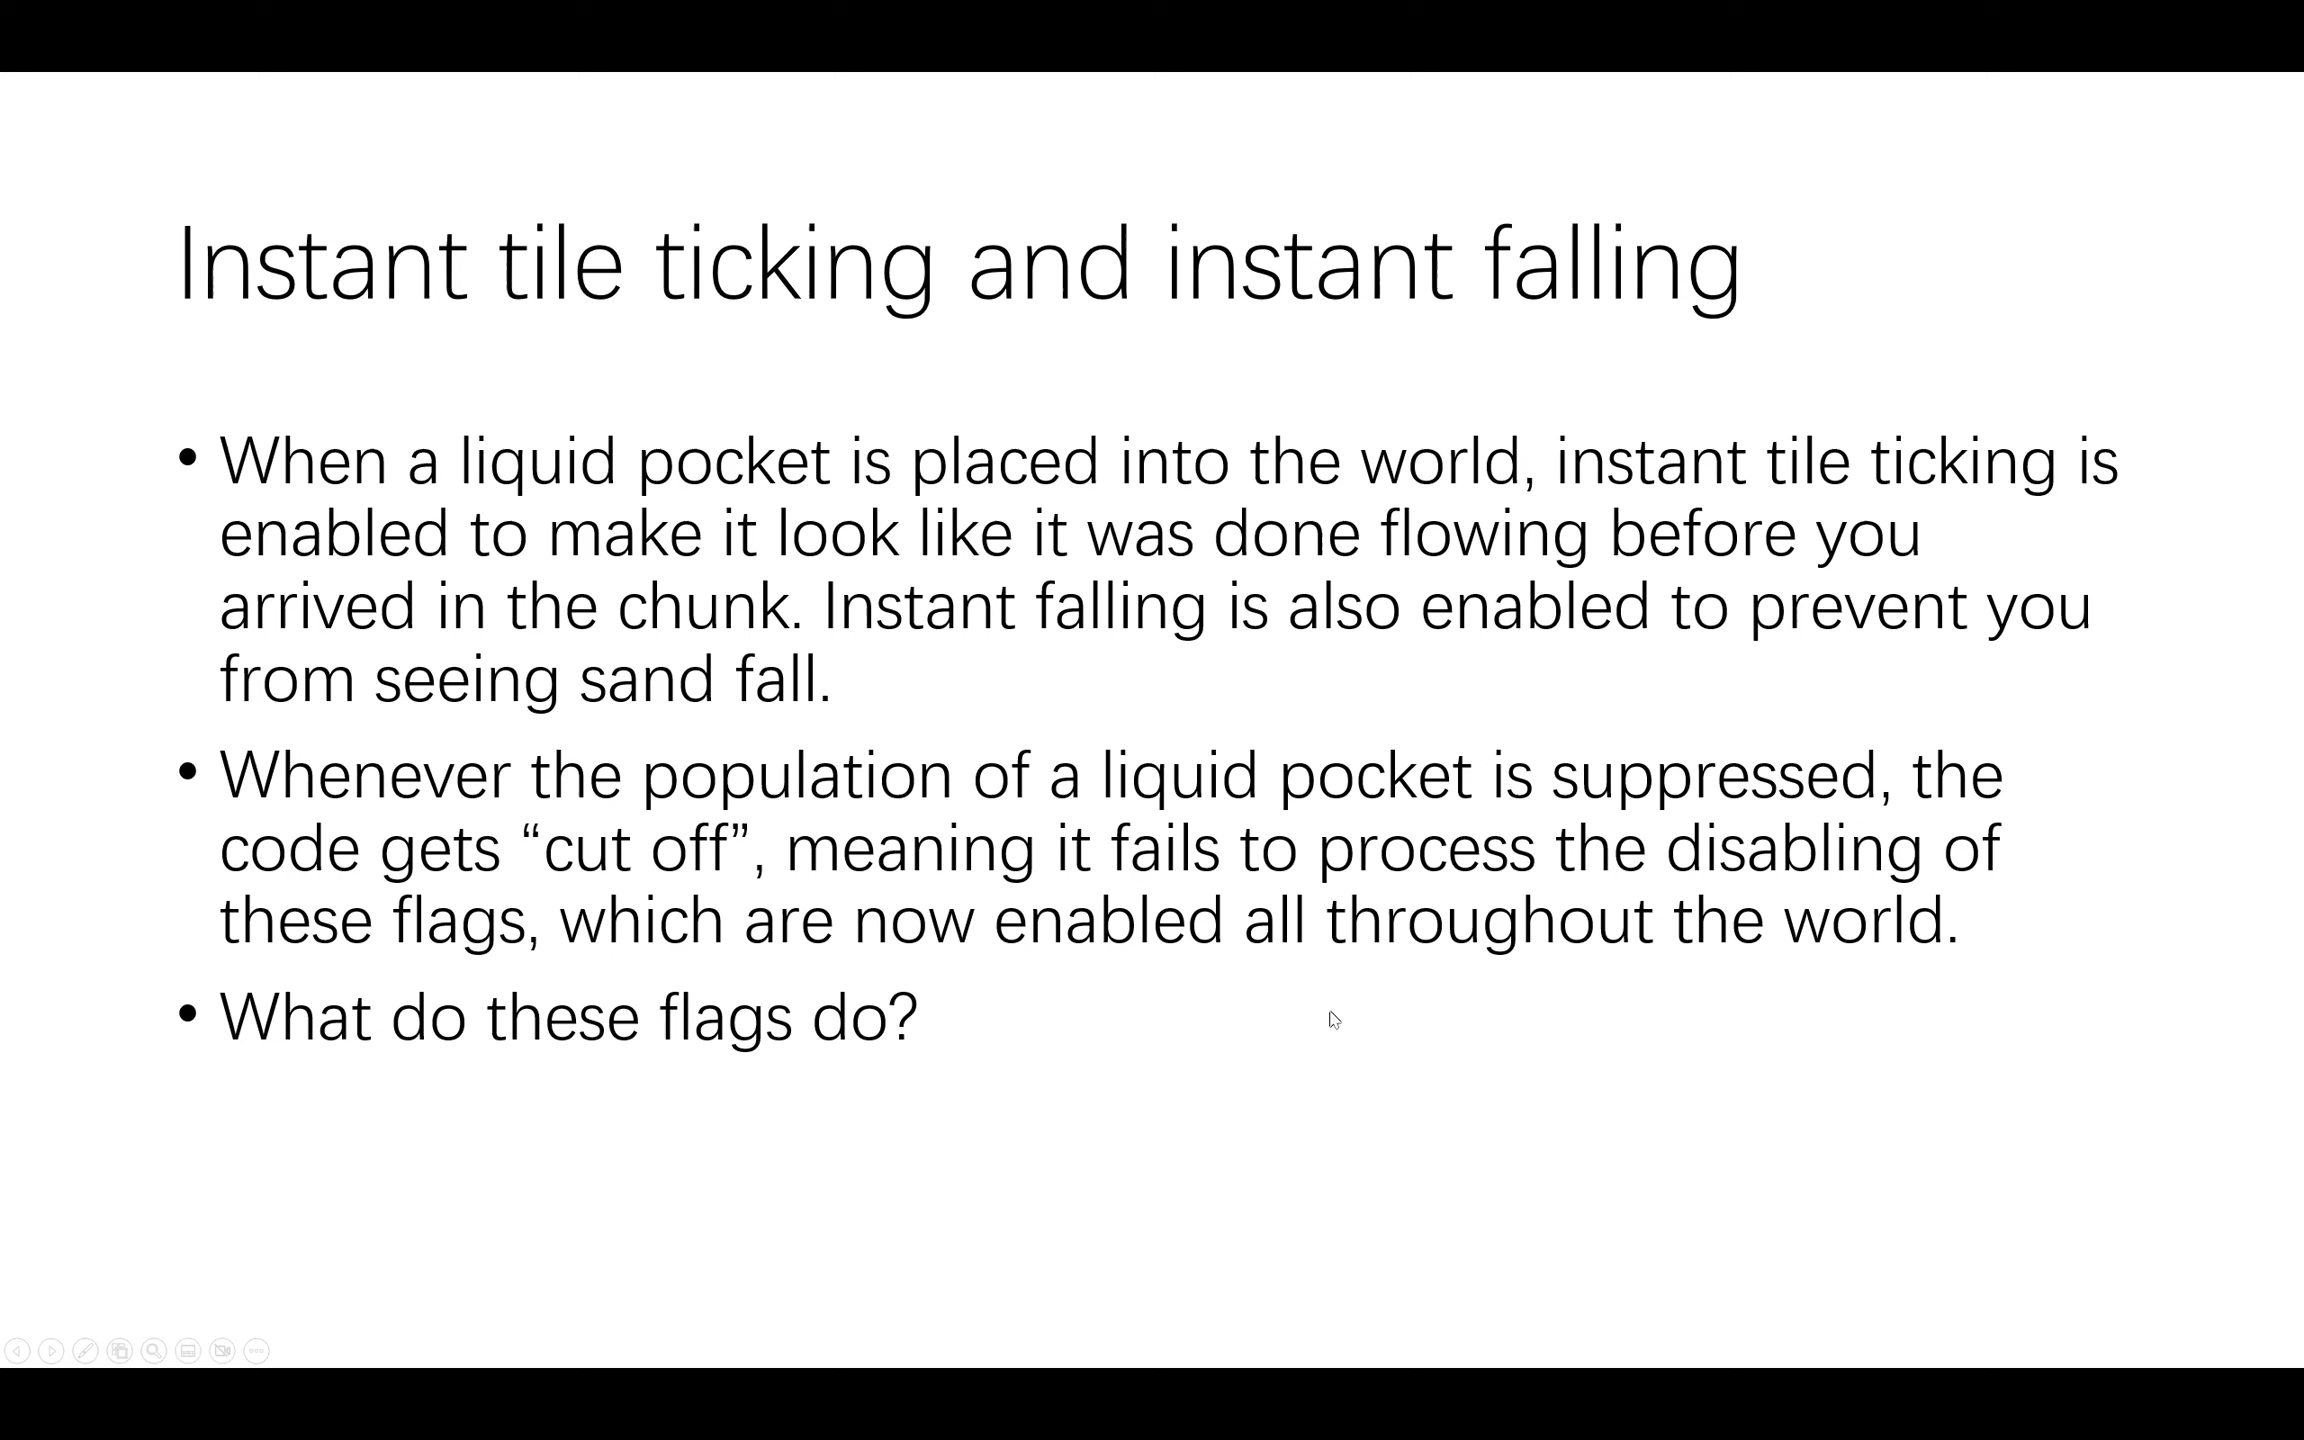 Instant tile ticking and instant falling
• When a liquid pocket is placed into the world, instant tile ticking is
enabled to make it look like it was done flowing before you
arrived in the chunk. Instant falling is also enabled to prevent you
from seeing sand fall.
• Whenever the population of a liquid pocket is suppressed, the
code gets “cut off”, meaning it fails to process the disabling of
these flags, which are now enabled all throughout the world.
• What do these flags do?